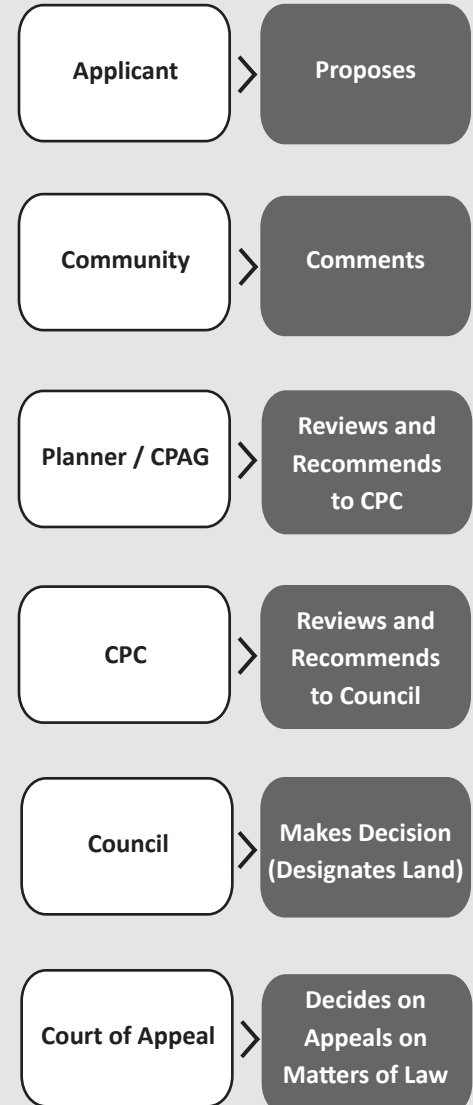 Applicant
Proposes
Community
Comments
Planner / CPAG
Reviews and
Recommends
to CPC
CPC
Reviews and
Recommends
to Council
Council
Makes Decision
(Designates Land)
Court of Appeal
Decides on
Appeals on
Matters of Law